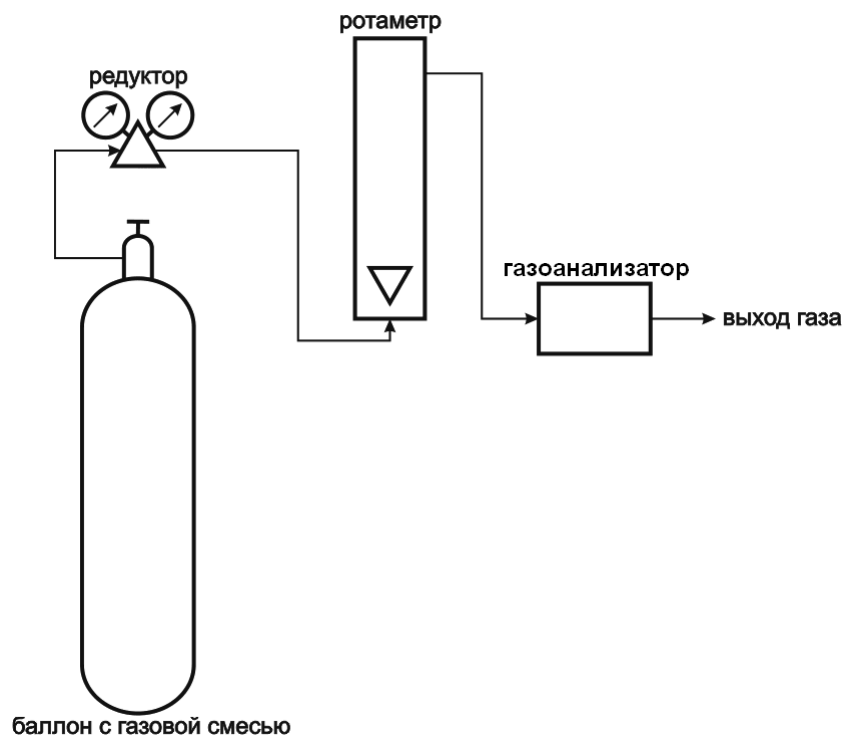 ротаметр
редуктор
газоанализатор
выход газа
баллон с газовой смесью